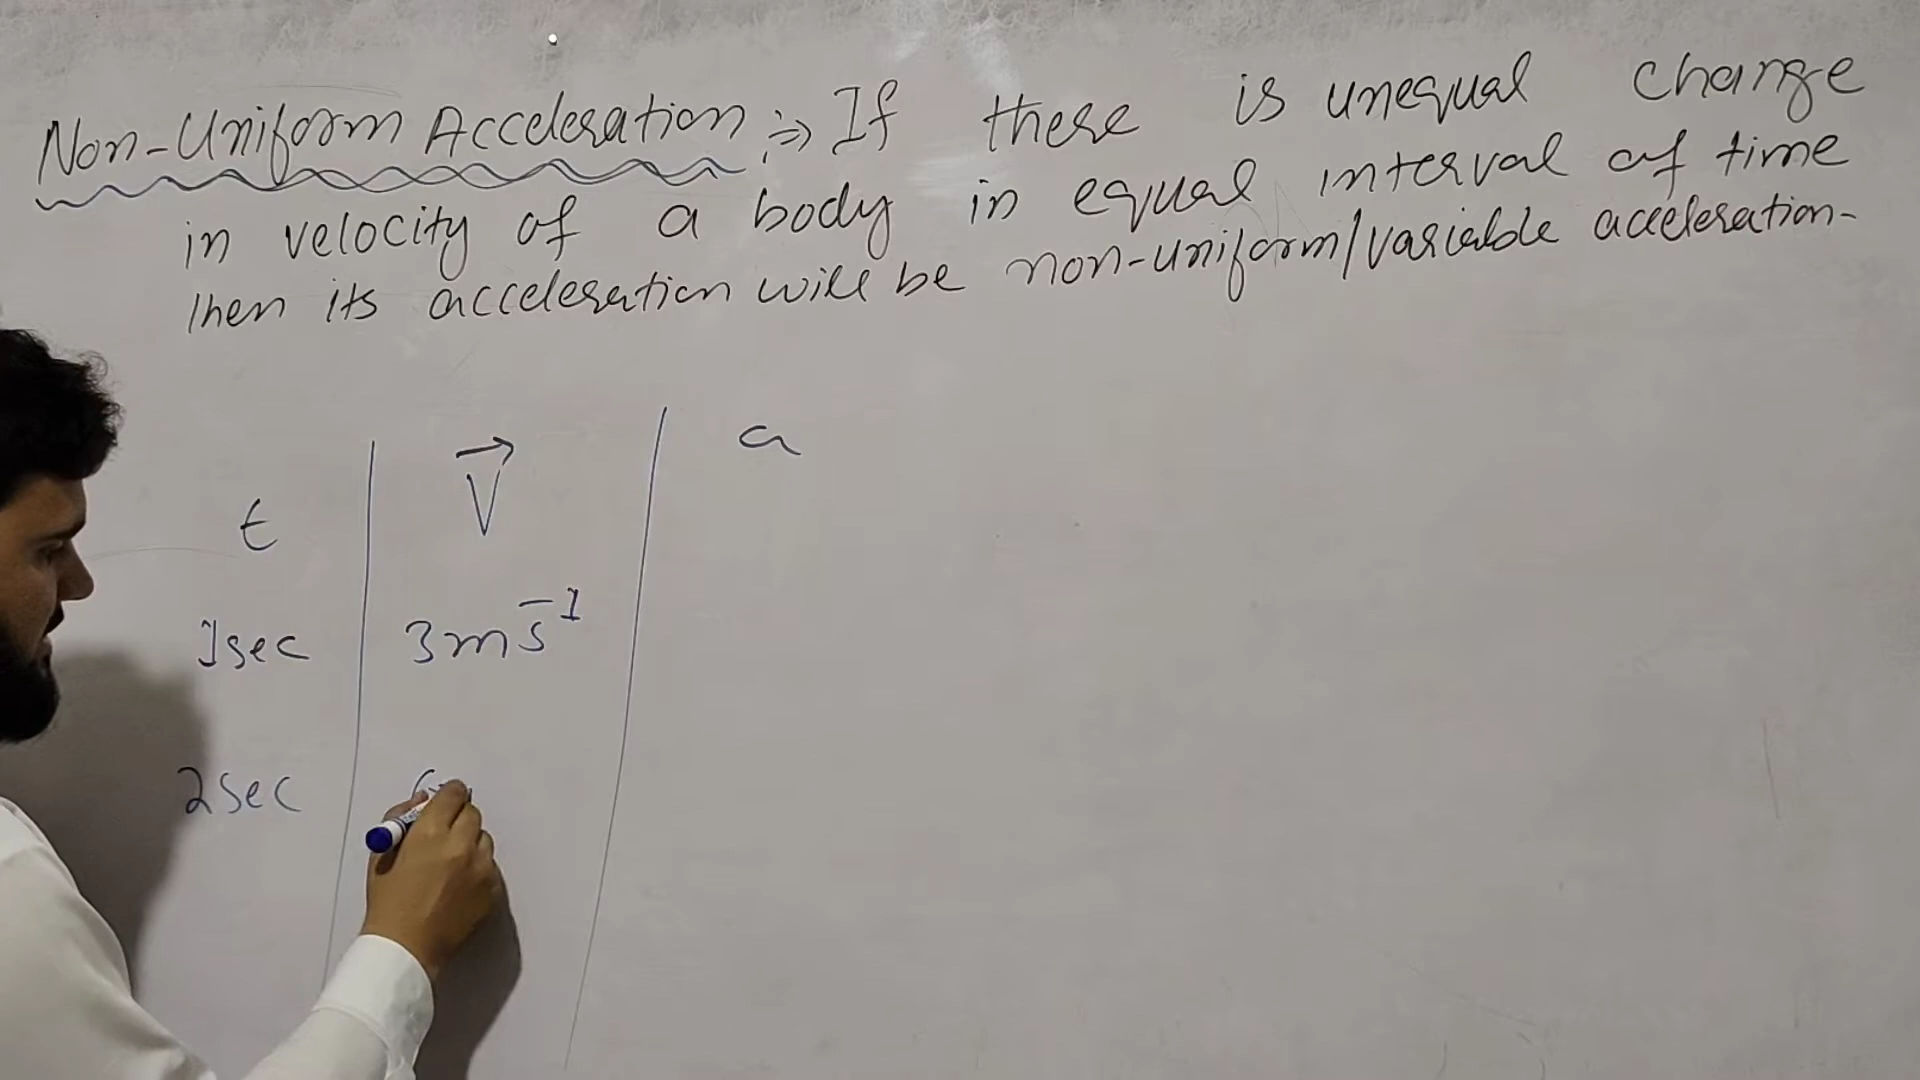 Non-Uniform Acceleration :⇒ If there is unequal change
in velocity of a body in equal interval of time
then its acceleration will be non-uniform/variable acceleration-
t | V⃗ | a
1sec | 3ms⁻¹
2sec